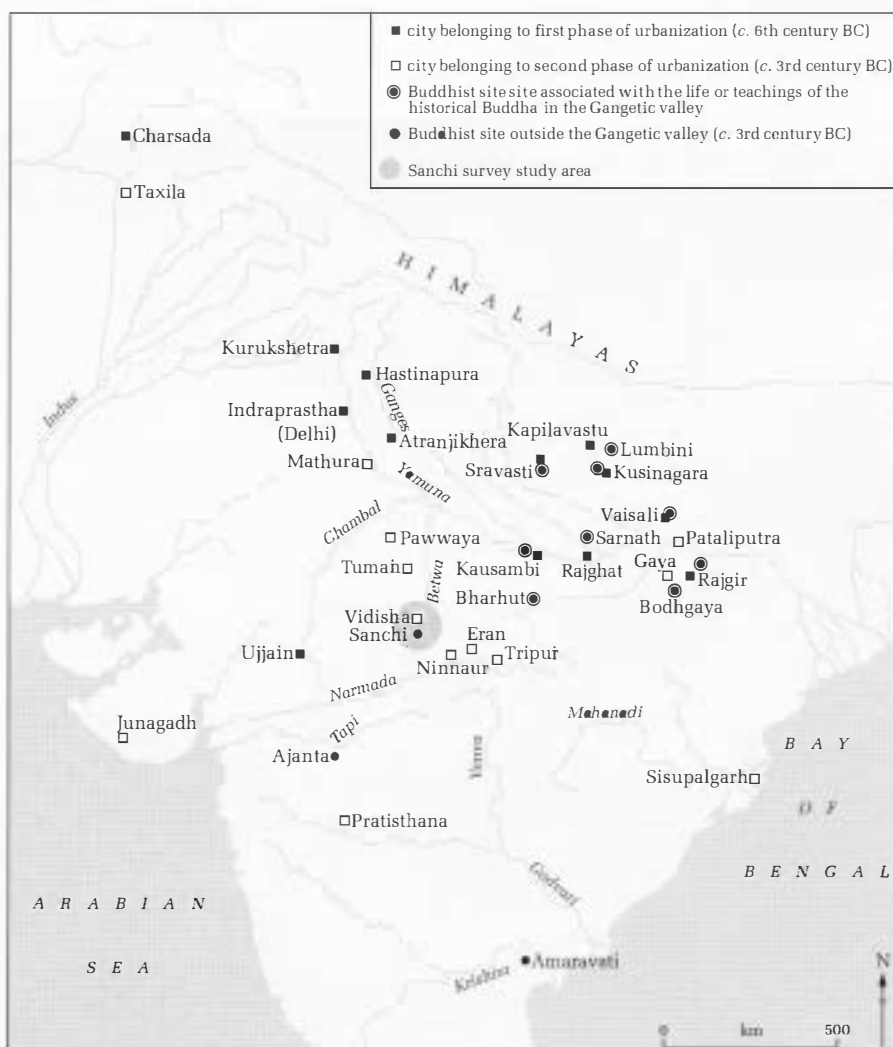 city belonging to first phase of urbanization (c. 6th century BC)
city belonging to second phase of urbanization (c. 3rd century BC)
Buddhist site site associated with the life or teachings of the
historical Buddha in the Gangetic valley
Buddhist site outside the Gangetic valley (c. 3rd century BC)
Sanchi survey study area
Charsada
Taxila
HIMALAYAS
Kurukshetra
Hastinapura
Indus
Ganges
Indraprastha
(Delhi)
Atranjikhera
Kapilavastu
Lumbini
Mathura
Yamuna
Sravasti
Kusinagara
Chambal
Vaisali
Pawwaya
Sarnath
Pataliputra
Tumain
Betwa
Kausambi
Rajghat
Gaya
Rajgir
Bharhut
Bodhgaya
Vidisha
Sanchi
Eran
Ujjain
Ninnaur
Tripuri
Narmada
Junagadh
Tapi
Mahanadi
BAY
Ajanta
Sisupalgarh
OF
Pratisthana
Godvari
BENGAL
ARABIAN
SEA
Amaravati
Krishna
N
0 km 500